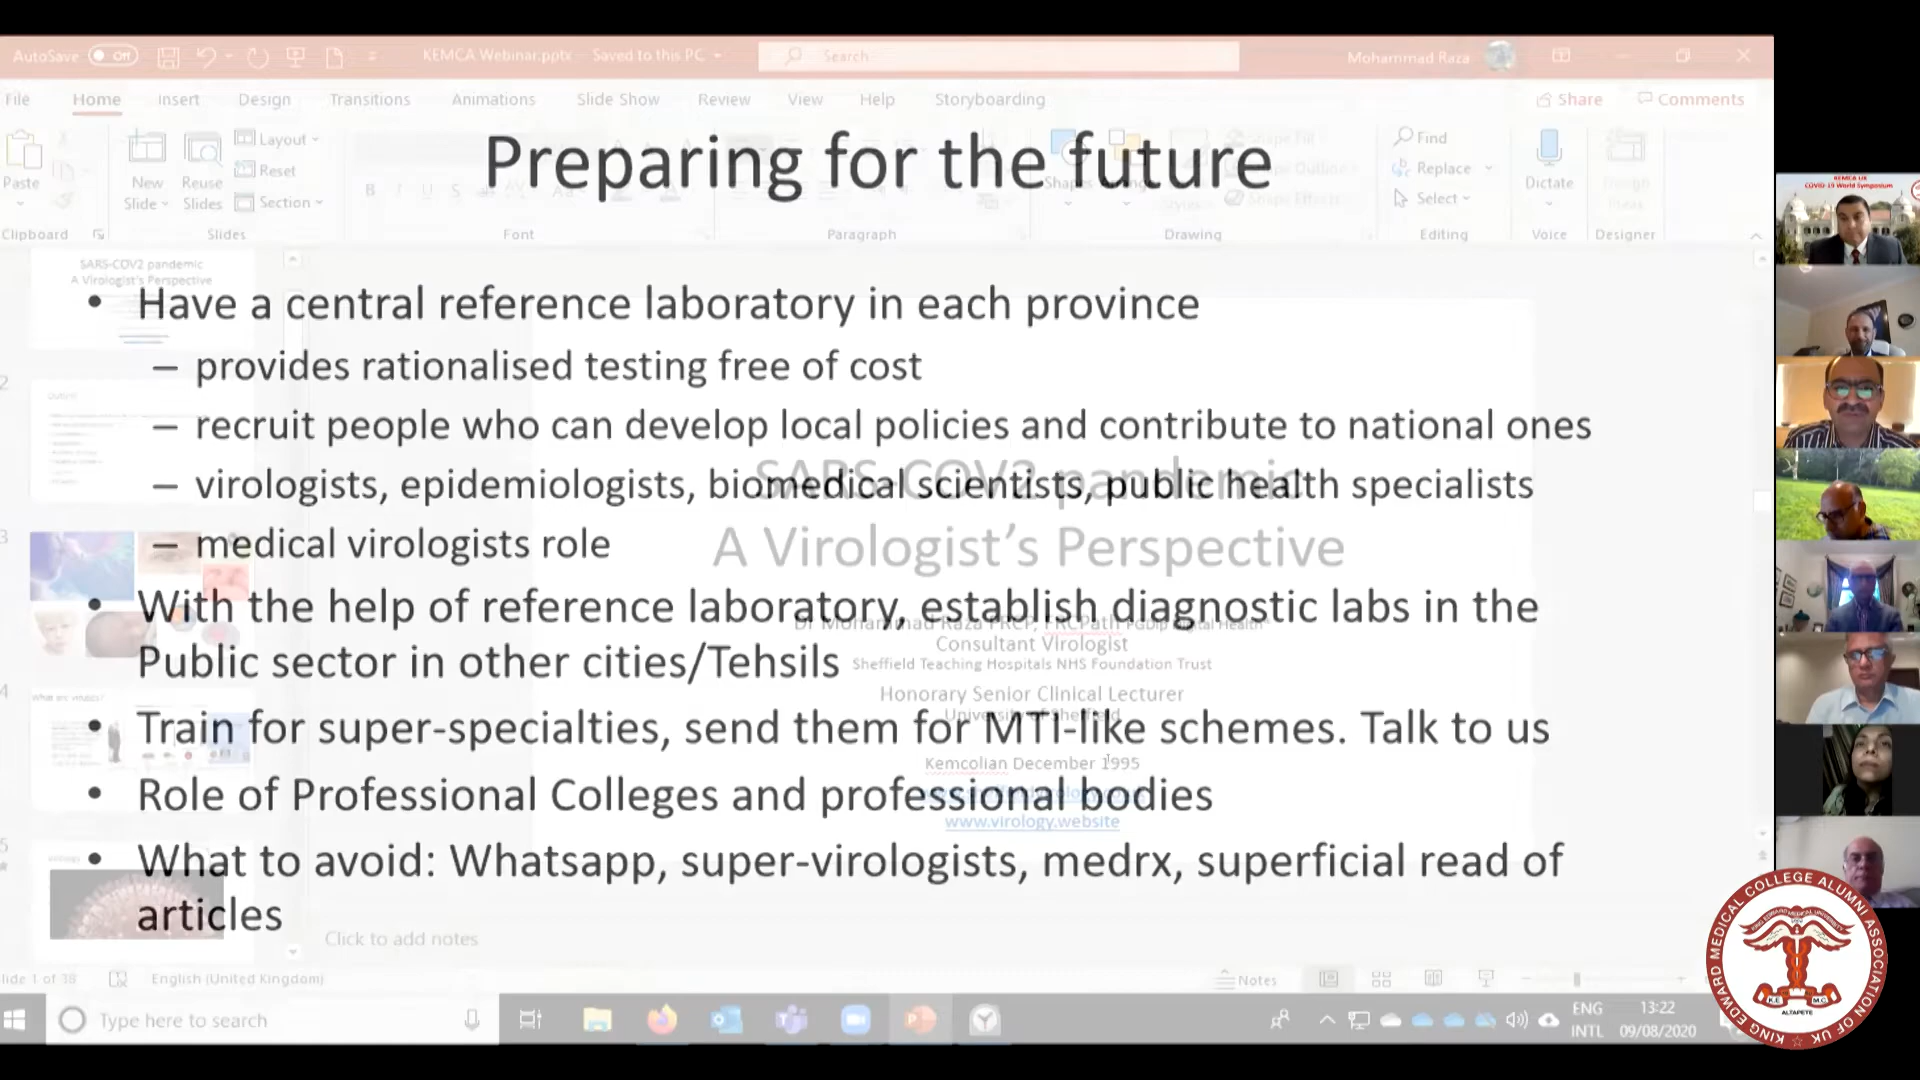 AutoSave Off KEMCA Webinar.pptx - Saved to this PC Search Mohammad Raza
File Home Insert Design Transitions Animations Slide Show Review View Help Storyboarding Share Comments
Paste New Slide Reuse Slides Layout Reset Section
Find Replace Select Dictate
Clipboard Slides Font Paragraph Drawing Editing Voice Designer
Preparing for the future
SARS-COV2 pandemic
A Virologist's Perspective
• Have a central reference laboratory in each province
– provides rationalised testing free of cost
– recruit people who can develop local policies and contribute to national ones
– virologists, epidemiologists, biomedical scientists, public health specialists
– medical virologists role
• With the help of reference laboratory, establish diagnostic labs in the
Public sector in other cities/Tehsils
• Train for super-specialties, send them for MTI-like schemes. Talk to us
• Role of Professional Colleges and professional bodies
• What to avoid: Whatsapp, super-virologists, medrx, superficial read of
articles
SARS-COV2 pandemic
A Virologist's Perspective
Dr Mohammad Raza FRCP, FRCPath PGDip Digital Health
Consultant Virologist
Sheffield Teaching Hospitals NHS Foundation Trust
Honorary Senior Clinical Lecturer
University of Sheffield
Kemcolian December 1995
www.virology.website
What are viruses?
Click to add notes
lide 1 of 38 English (United Kingdom) Notes
Type here to search
ENG
INTL
13:22
09/08/2020
KEMCA UK
COVID-19 World Symposium
KING EDWARD MEDICAL COLLEGE ALUMNI ASSOCIATION OF UK
KING EDWARD MEDICAL UNIVERSITY
K.E. M.C.
ALTAPETE